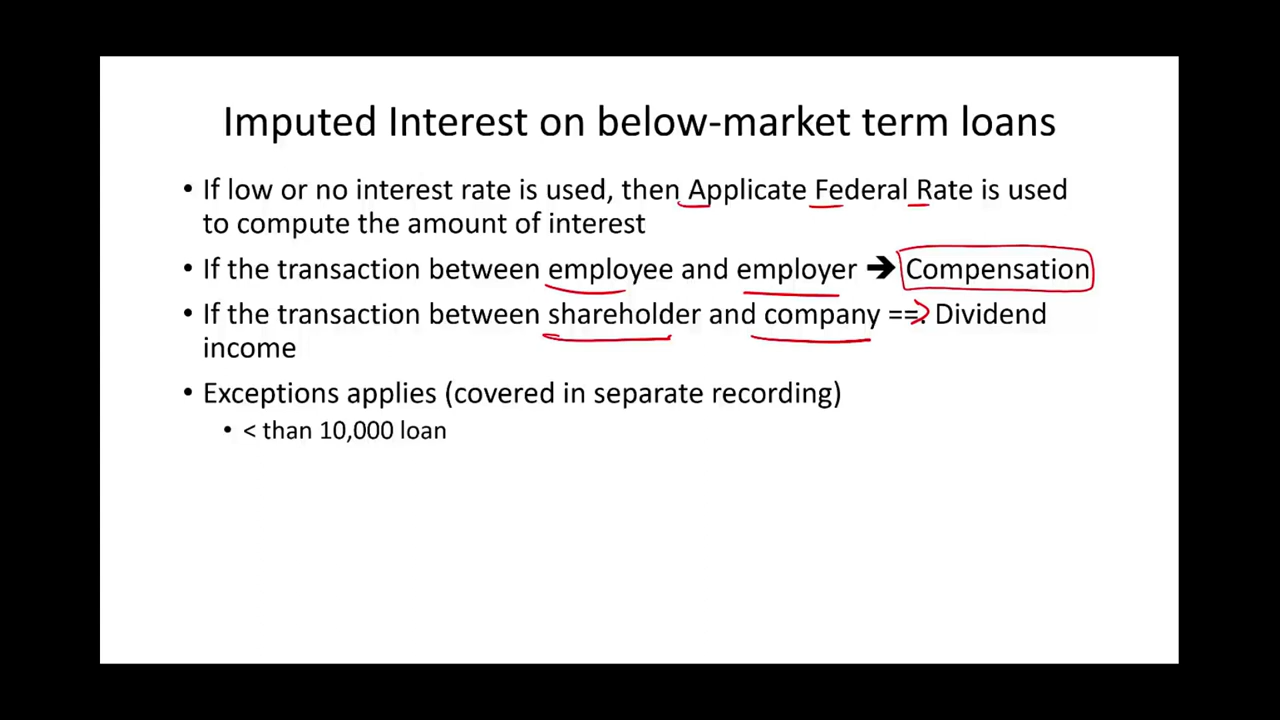 Imputed Interest on below-market term loans
• If low or no interest rate is used, then Applicate Federal Rate is used
to compute the amount of interest
• If the transaction between employee and employer ➔ Compensation
• If the transaction between shareholder and company ==. Dividend
income
• Exceptions applies (covered in separate recording)
• < than 10,000 loan